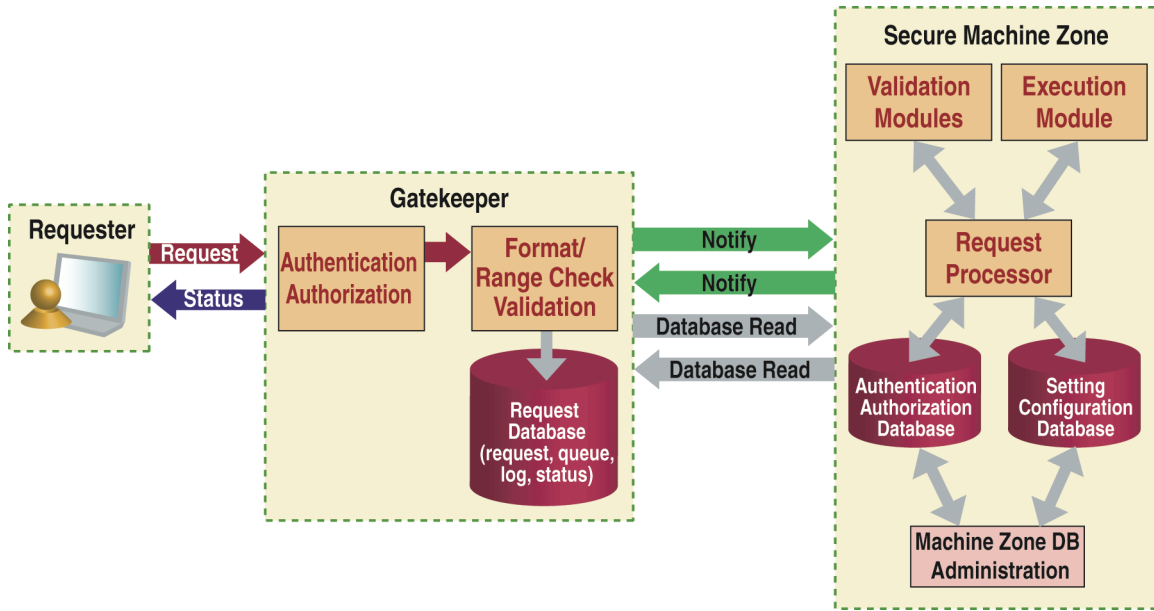 Requester
Request
Status
Gatekeeper
Authentication
Authorization
Format/
Range Check
Validation
Request
Database
(request, queue,
log, status)
Notify
Notify
Database Read
Database Read
Secure Machine Zone
Validation
Modules
Execution
Module
Request
Processor
Authentication
Authorization
Database
Setting
Configuration
Database
Machine Zone DB
Administration